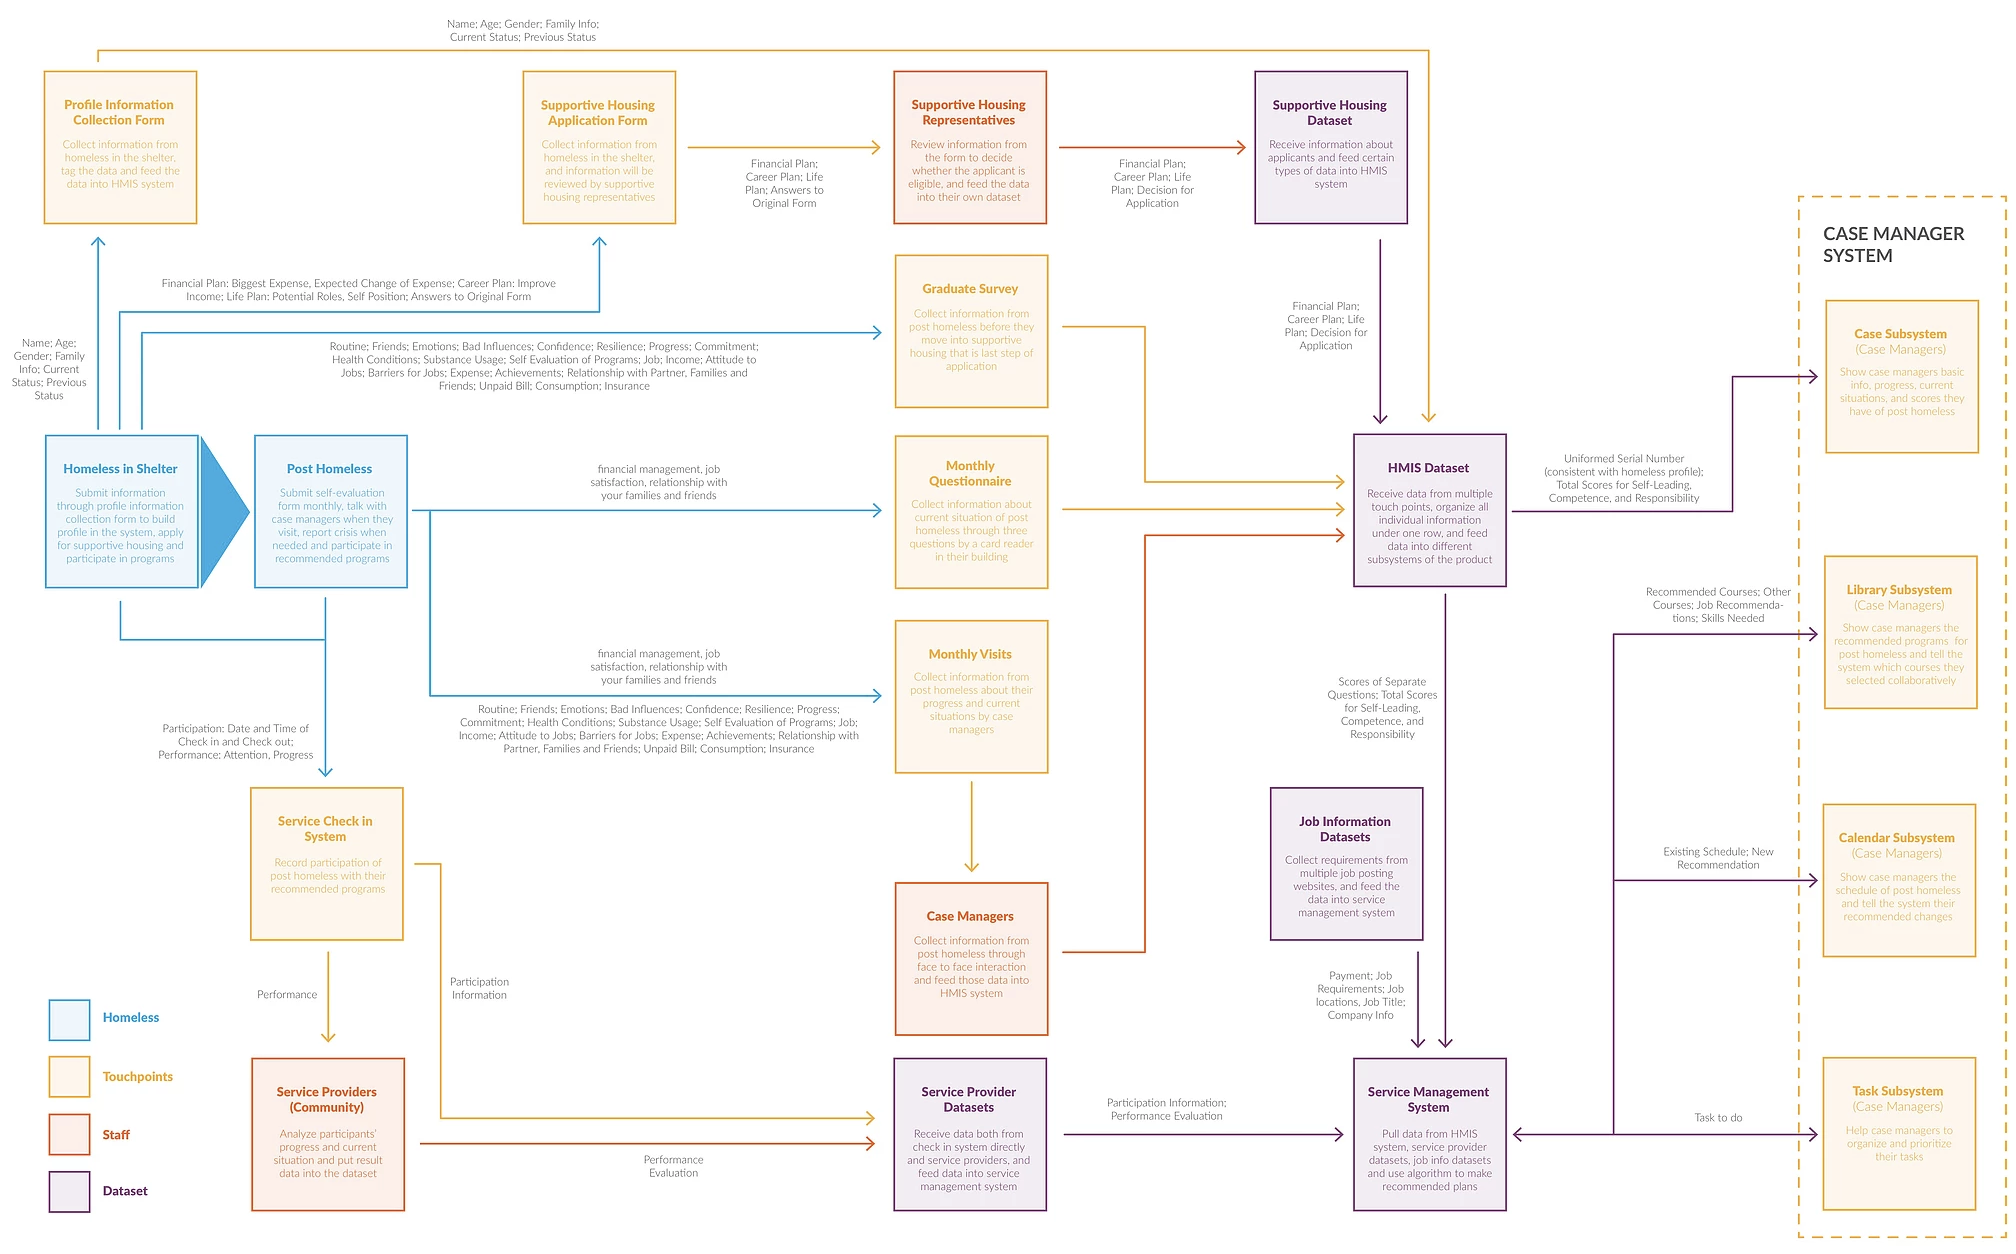 Name; Age; Gender; Family Info;
Current Status; Previous Status
Profile Information
Collection Form
Collect information from
homeless in the shelter,
tag the data and feed the
data into HMIS system
Supportive Housing
Application Form
Collect information from
homeless in the shelter,
and information will be
reviewed by supportive
housing representatives
Financial Plan;
Career Plan; Life
Plan; Answers to
Original Form
Supportive Housing
Representatives
Review information from
the form to decide
whether the applicant is
eligible, and feed the data
into their own dataset
Financial Plan;
Career Plan; Life
Plan; Decision for
Application
Supportive Housing
Dataset
Receive information about
applicants and feed certain
types of data into HMIS
system
CASE MANAGER
SYSTEM
Financial Plan: Biggest Expense, Expected Change of Expense; Career Plan: Improve
Income; Life Plan: Potential Roles, Self Position; Answers to Original Form
Name; Age;
Gender; Family
Info; Current
Status; Previous
Status
Routine; Friends; Emotions; Bad Influences; Confidence; Resilience; Progress; Commitment;
Health Conditions; Substance Usage; Self Evaluation of Programs; Job; Income; Attitude to
Jobs; Barriers for Jobs; Expense; Achievements; Relationship with Partner, Families and
Friends; Unpaid Bill; Consumption; Insurance
Graduate Survey
Collect information from
post homeless before they
move into supportive
housing that is last step of
application
Financial Plan;
Career Plan; Life
Plan; Decision for
Application
Case Subsystem
(Case Managers)
Show case managers basic
info, progress, current
situations, and scores they
have of post homeless
Homeless in Shelter
Submit information
through profile information
collection form to build
profile in the system, apply
for supportive housing and
participate in programs
Post Homeless
Submit self-evaluation
form monthly, talk with
case managers when they
visit, report crisis when
needed and participate in
recommended programs
financial management, job
satisfaction, relationship with
your families and friends
Monthly
Questionnaire
Collect information about
current situation of post
homeless through three
questions by a card reader
in their building
HMIS Dataset
Receive data from multiple
touch points, organize all
individual information
under one row, and feed
data into different
subsystems of the product
Uniformed Serial Number
(consistent with homeless profile);
Total Scores for Self-Leading,
Competence, and Responsibility
Recommended Courses; Other
Courses; Job Recommenda-
tions; Skills Needed
Library Subsystem
(Case Managers)
Show case managers the
recommended programs for
post homeless and tell the
system which courses they
selected collaboratively
financial management, job
satisfaction, relationship with
your families and friends
Routine; Friends; Emotions; Bad Influences; Confidence; Resilience; Progress;
Commitment; Health Conditions; Substance Usage; Self Evaluation of Programs; Job;
Income; Attitude to Jobs; Barriers for Jobs; Expense; Achievements; Relationship with
Partner, Families and Friends; Unpaid Bill; Consumption; Insurance
Monthly Visits
Collect information from
post homeless about their
progress and current
situations by case
managers
Scores of Separate
Questions; Total Scores
for Self-Leading,
Competence, and
Responsibility
Participation: Date and Time of
Check in and Check out;
Performance: Attention, Progress
Service Check in
System
Record participation of
post homeless with their
recommended programs
Job Information
Datasets
Collect requirements from
multiple job posting
websites, and feed the
data into service
management system
Existing Schedule; New
Recommendation
Calendar Subsystem
(Case Managers)
Show case managers the
schedule of post homeless
and tell the system their
recommended changes
Case Managers
Collect information from
post homeless through
face to face interaction
and feed those data into
HMIS system
Performance
Participation
Information
Payment; Job
Requirements; Job
locations, Job Title;
Company Info
Homeless
Touchpoints
Staff
Dataset
Service Providers
(Community)
Analyze participants'
progress and current
situation and put result
data into the dataset
Performance
Evaluation
Service Provider
Datasets
Receive data both from
check in system directly
and service providers, and
feed data into service
management system
Participation Information;
Performance Evaluation
Service Management
System
Pull data from HMIS
system, service provider
datasets, job info datasets
and use algorithm to make
recommended plans
Task to do
Task Subsystem
(Case Managers)
Help case managers to
organize and prioritize
their tasks